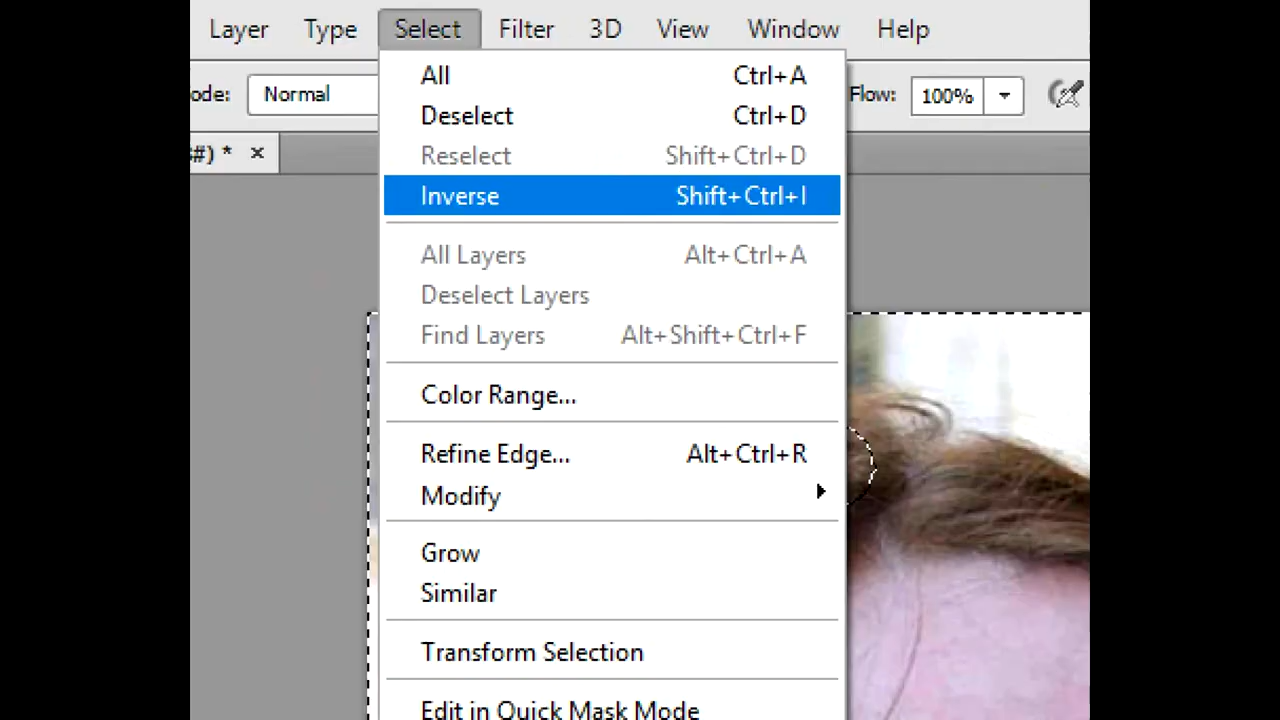 Layer Type Select Filter 3D View Window Help
ode: Normal Flow: 100%
#) * ×
All Ctrl+A
Deselect Ctrl+D
Reselect Shift+Ctrl+D
Inverse Shift+Ctrl+I
All Layers Alt+Ctrl+A
Deselect Layers
Find Layers Alt+Shift+Ctrl+F
Color Range...
Refine Edge... Alt+Ctrl+R
Modify
Grow
Similar
Transform Selection
Edit in Quick Mask Mode